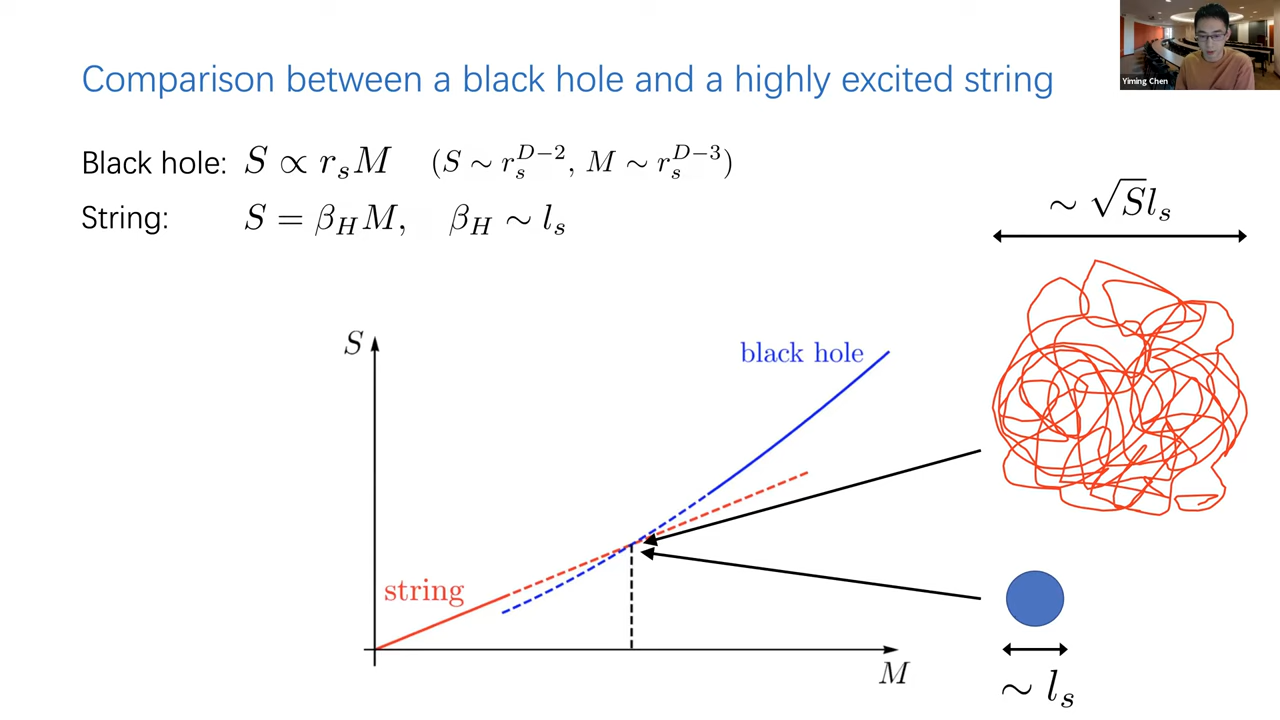 Yiming Chen
Comparison between a black hole and a highly excited string
Black hole: S ∝ r_s M (S ∼ r_s^{D−2}, M ∼ r_s^{D−3})
String: S = β_H M, β_H ∼ l_s
∼ √S l_s
S
black hole
string
M
∼ l_s